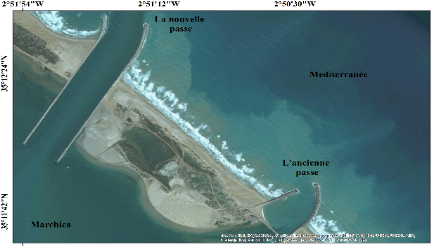 2°51'54"W 2°51'12"W 2°50'30"W
La nouvelle
passe
35°12'24"N
Mediterranée
L'ancienne
passe
35°11'42"N
Marchica